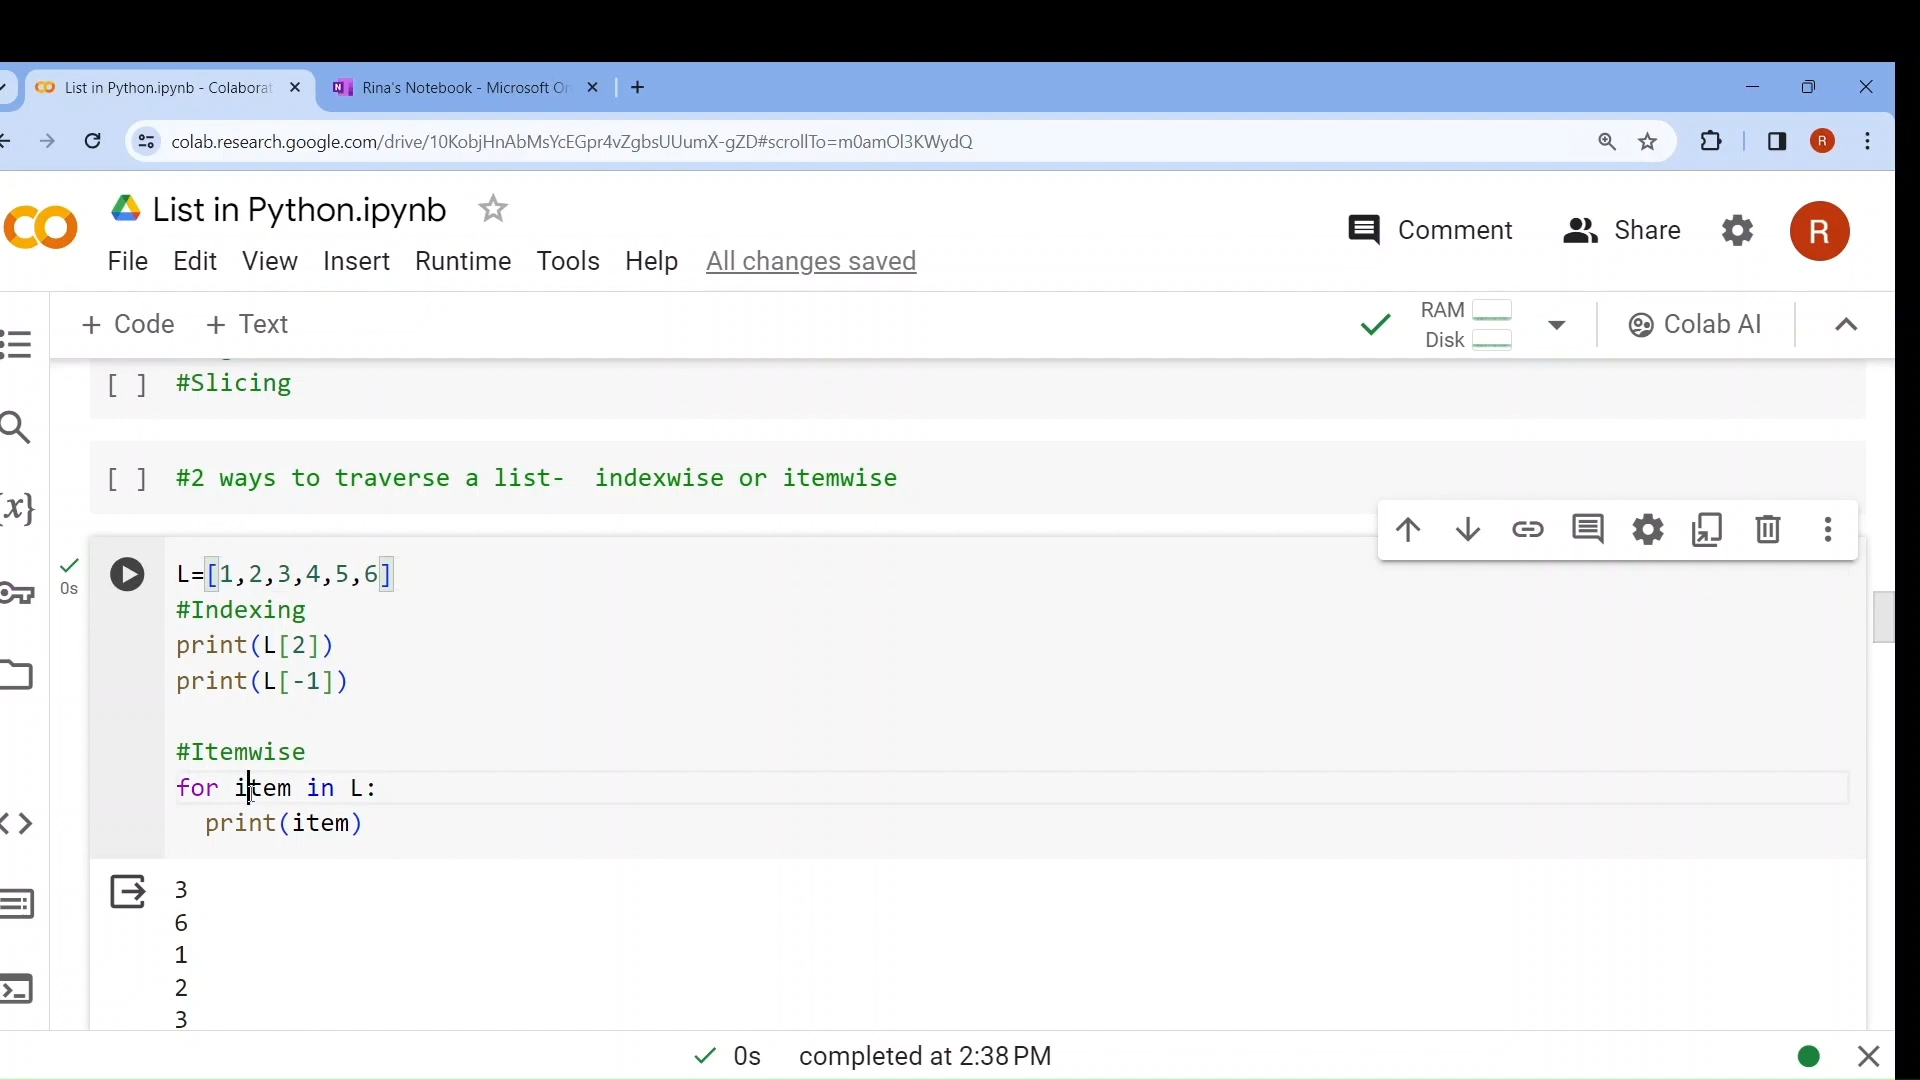 List in Python.ipynb - Colaborat
Rina's Notebook - Microsoft On
colab.research.google.com/drive/10KobjHnAbMsYcEGpr4vZgbsUUumX-gZD#scrollTo=m0amOl3KWydQ
R
List in Python.ipynb
Comment
Share
R
File Edit View Insert Runtime Tools Help All changes saved
+ Code + Text
RAM
Disk
Colab AI
[ ] #Slicing
[ ] #2 ways to traverse a list- indexwise or itemwise
{x}
0s
L=[1,2,3,4,5,6]
#Indexing
print(L[2])
print(L[-1])
#Itemwise
for item in L:
print(item)
3
6
1
2
3
0s completed at 2:38 PM